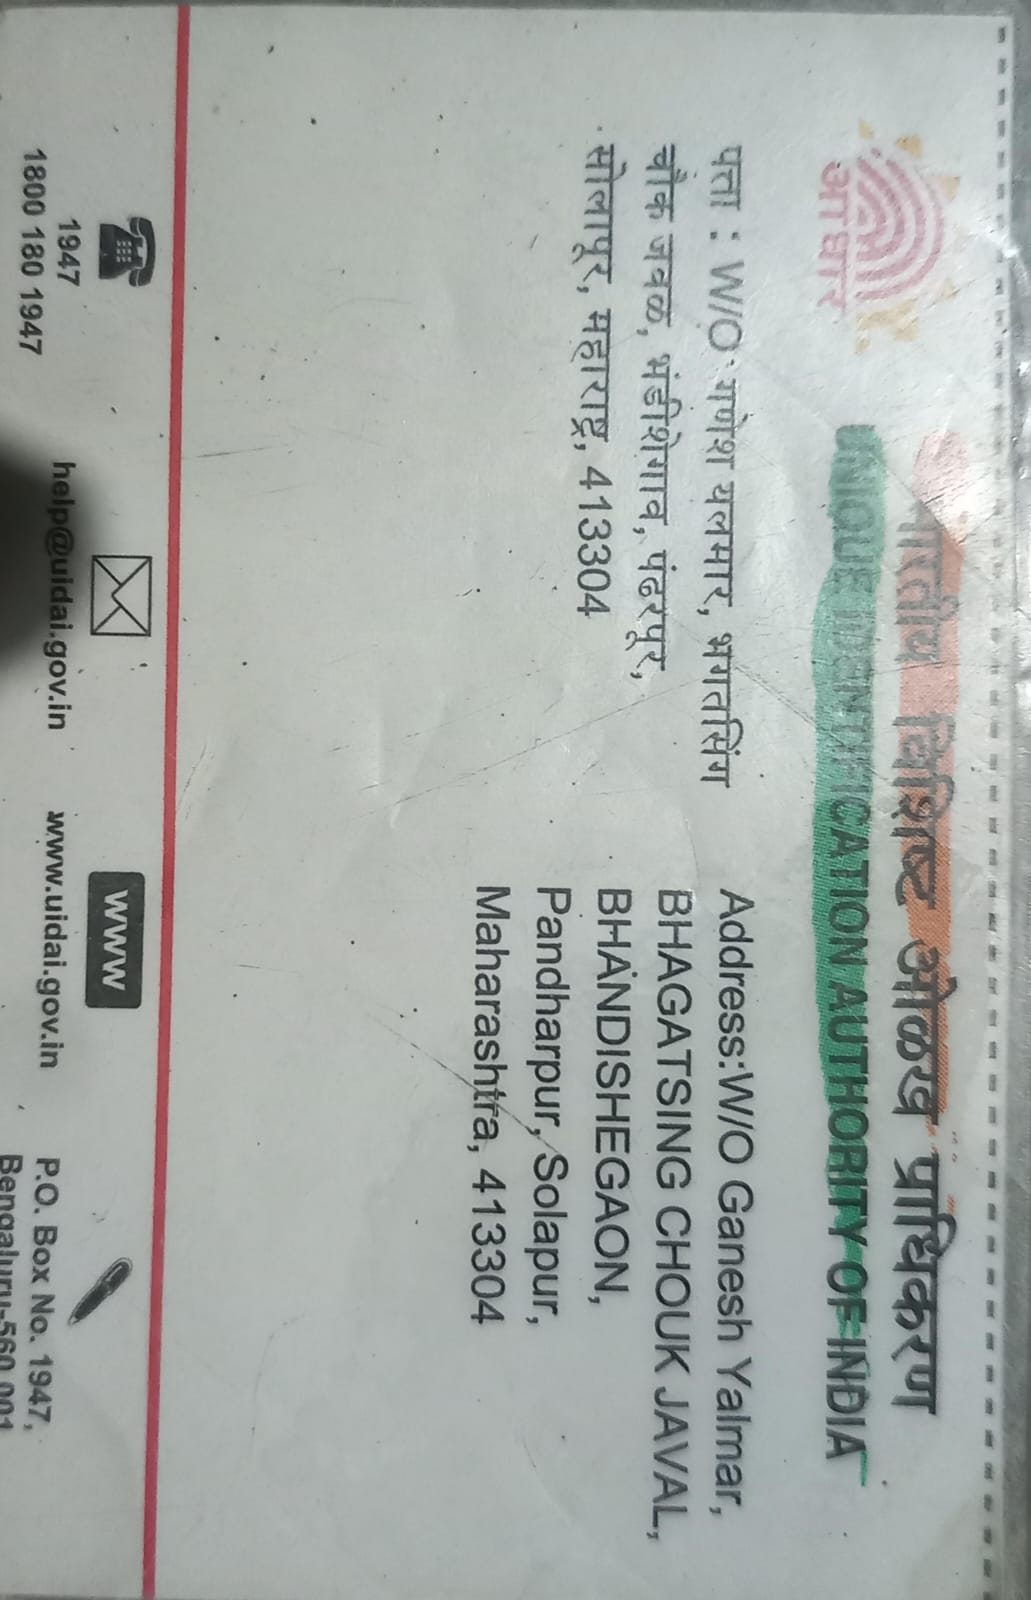 आधार
भारतीय विशिष्ट ओळख प्राधिकरण
UNIQUE IDENTIFICATION AUTHORITY OF INDIA
पत्ता : W/O गणेश यलमार, भगतसिंग
चौक जवळ, भंडीशेगाव, पंढरपूर,
सोलापूर, महाराष्ट्र, 413304
Address:W/O Ganesh Yalmar,
BHAGATSING CHOUK JAVAL,
BHANDISHEGAON,
Pandharpur, Solapur,
Maharashtra, 413304
1947
1800 180 1947
help@uidai.gov.in
www
www.uidai.gov.in
P.O. Box No. 1947,
Bengaluru-560 001